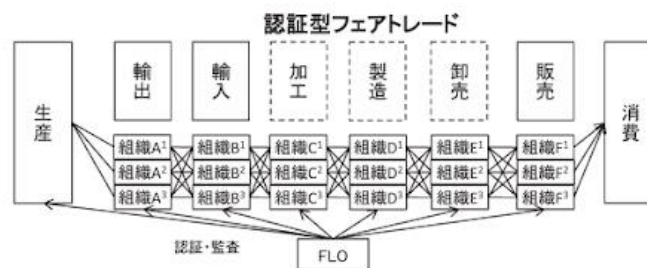 認証型フェアトレード
生産
輸出
輸入
加工
製造
卸売
販売
消費
組織A¹ 組織B¹ 組織C¹ 組織D¹ 組織E¹ 組織F¹
組織A² 組織B² 組織C² 組織D² 組織E² 組織F²
組織A³ 組織B³ 組織C³ 組織D³ 組織E³ 組織F³
認証・監査
FLO